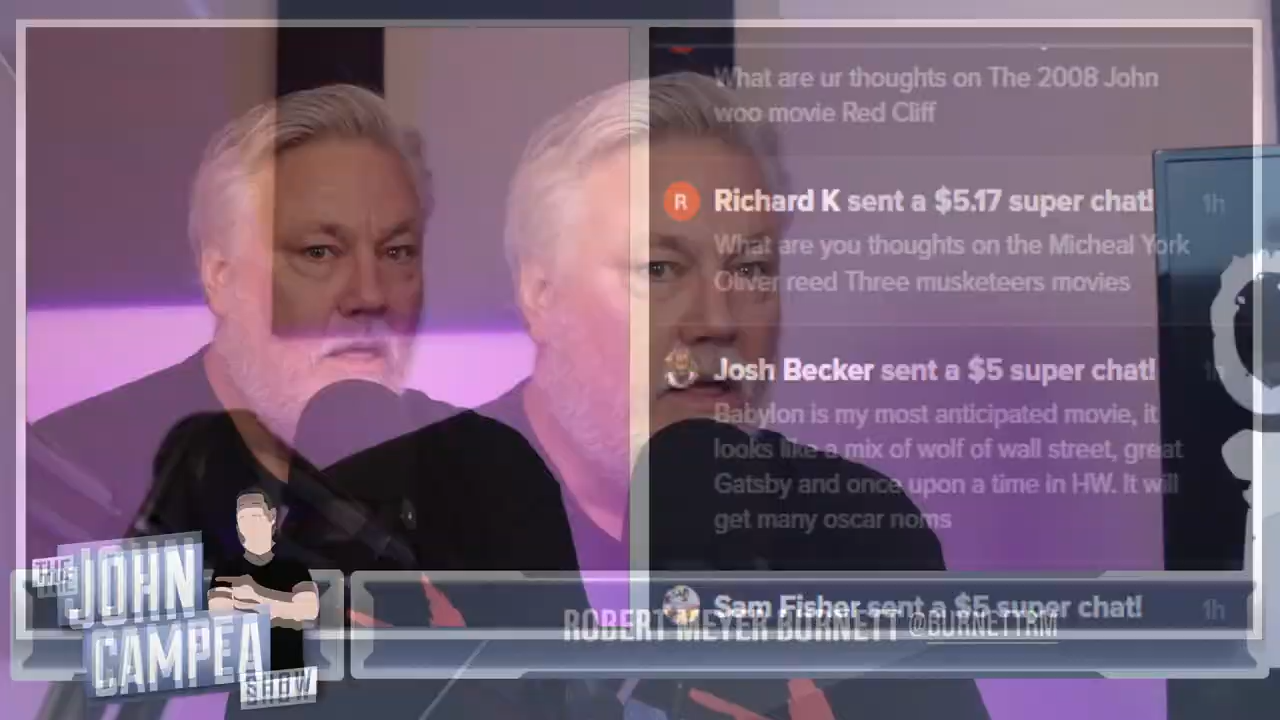 What are ur thoughts on The 2008 John
woo movie Red Cliff
R
Richard K sent a $5.17 super chat!
1h
What are you thoughts on the Micheal York
Oliver reed Three musketeers movies
Josh Becker sent a $5 super chat!
1h
Babylon is my most anticipated movie, it
looks like a mix of wolf of wall street, great
Gatsby and once upon a time in HW. It will
get many oscar noms
Sam Fisher sent a $5 super chat!
1h
ROBERT MEYER BURNETT @BURNETTRM
THE
JOHN
CAMPEA
SHOW